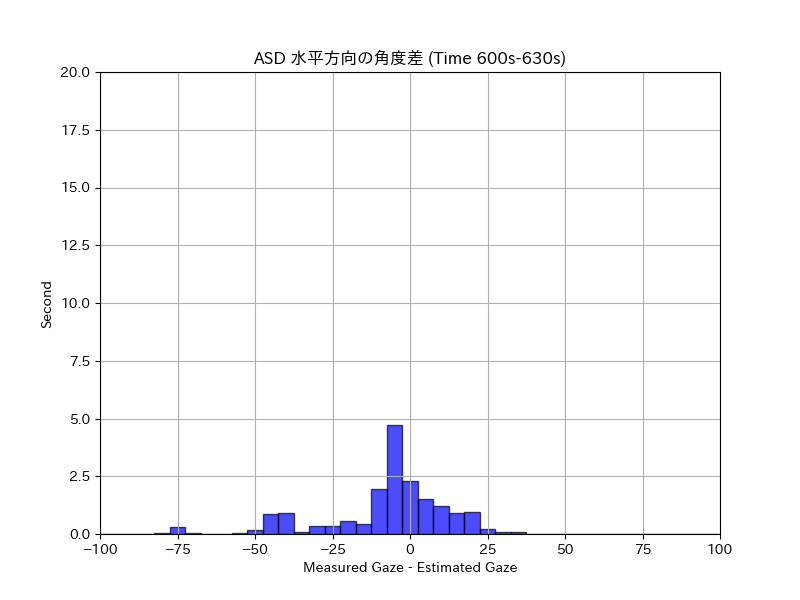 ASD 水平方向の角度差 (Time 600s-630s)
20.0
17.5
15.0
12.5
10.0
7.5
5.0
2.5
0.0
Second
−100 −75 −50 −25 0 25 50 75 100
Measured Gaze - Estimated Gaze